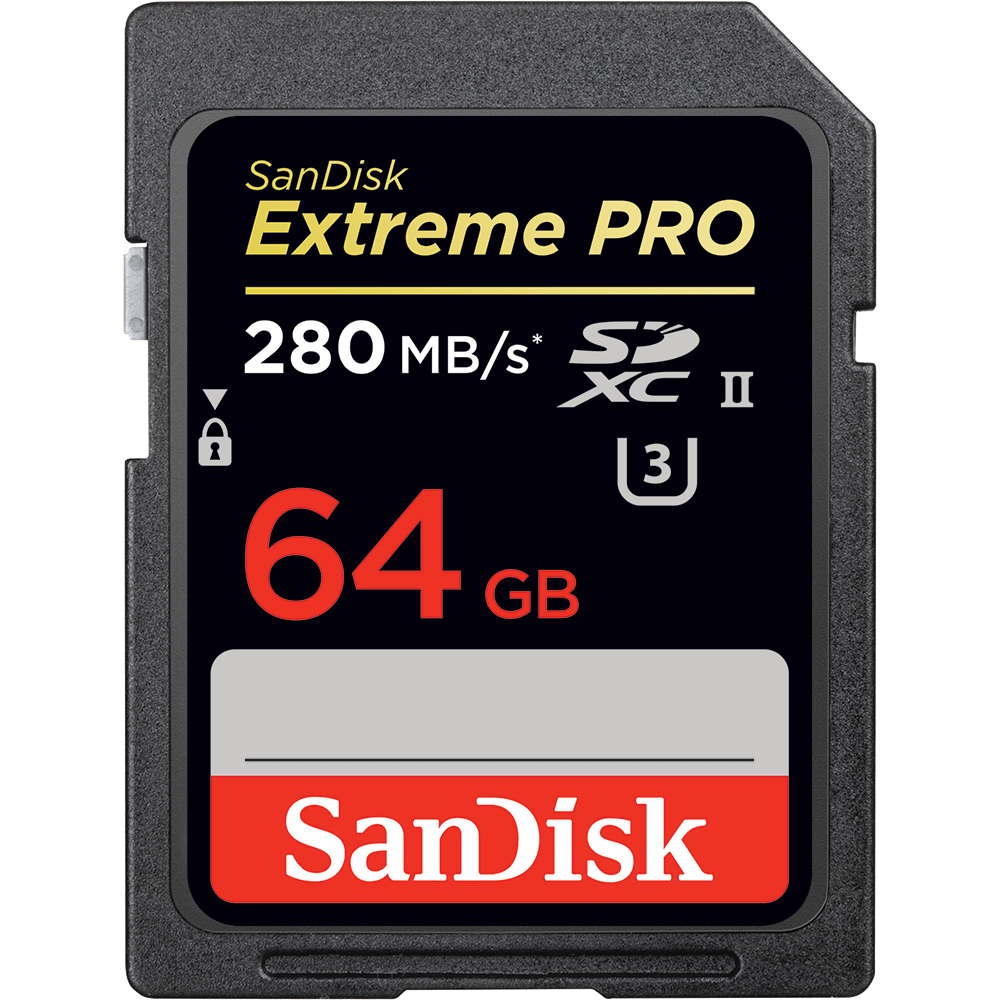 SanDisk
Extreme PRO
280 MB/s*
SD
XC II
3
64 GB
SanDisk